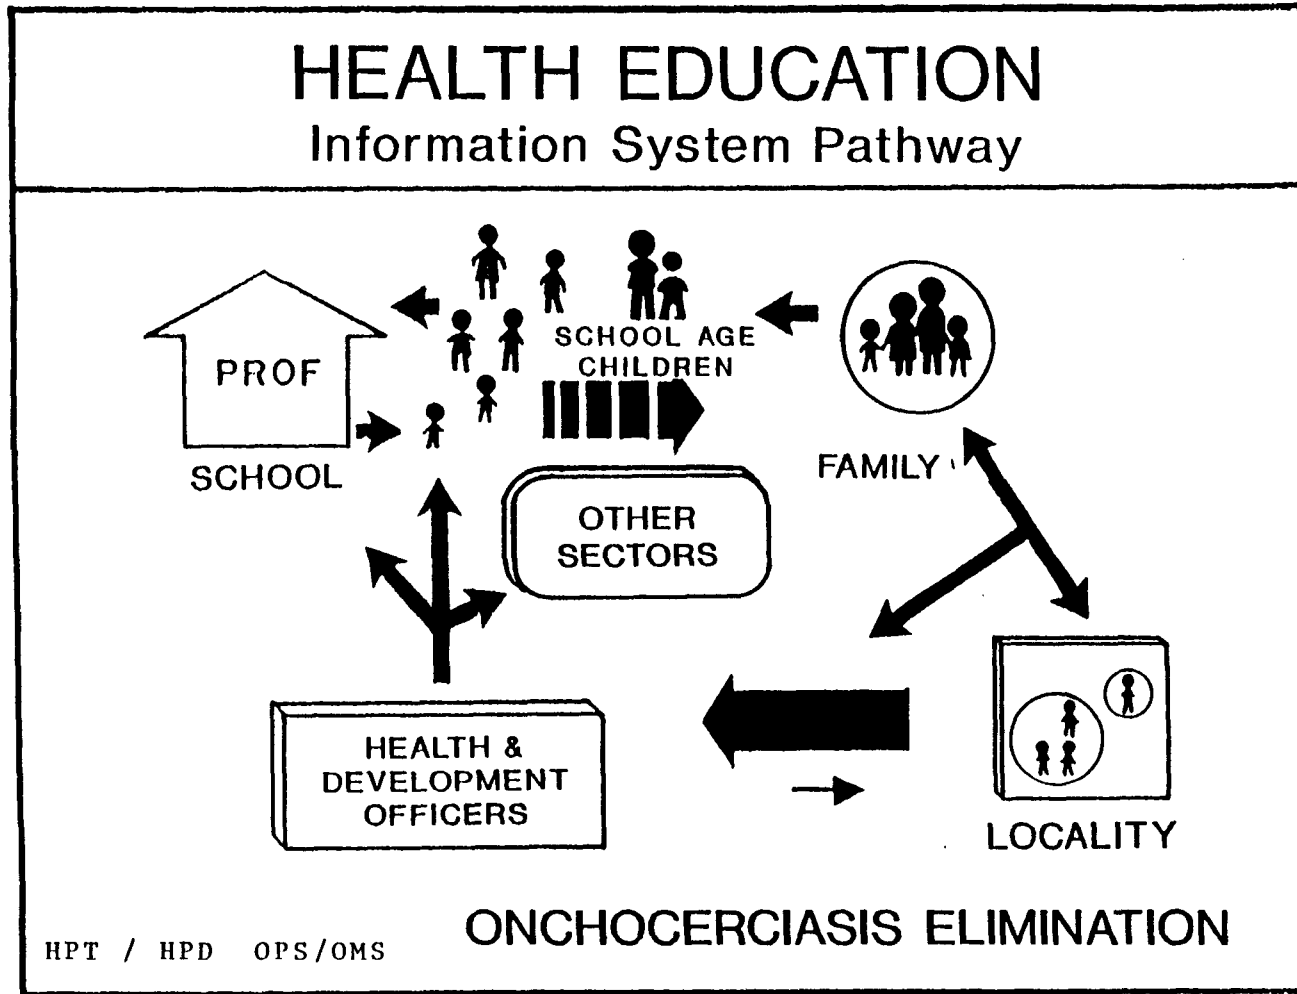 HEALTH EDUCATION
Information System Pathway
SCHOOL AGE
CHILDREN
PROF
SCHOOL
FAMILY
OTHER
SECTORS
HEALTH &
DEVELOPMENT
OFFICERS
LOCALITY
ONCHOCERCIASIS ELIMINATION
HPT / HPD OPS/OMS